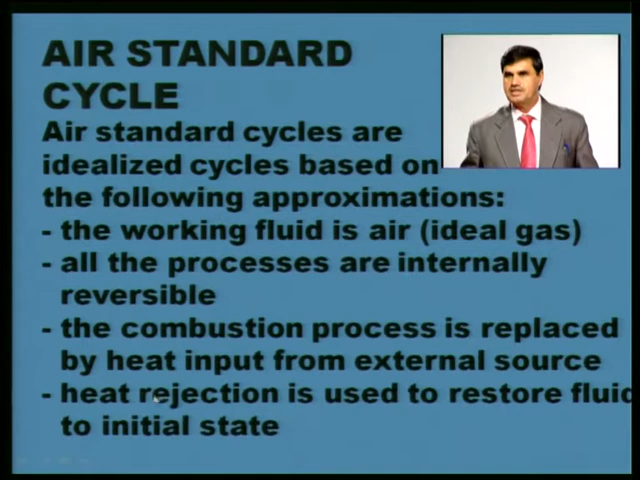 AIR STANDARD
CYCLE
Air standard cycles are
idealized cycles based on
the following approximations:
- the working fluid is air (ideal gas)
- all the processes are internally
reversible
- the combustion process is replaced
by heat input from external source
- heat rejection is used to restore fluid
to initial state